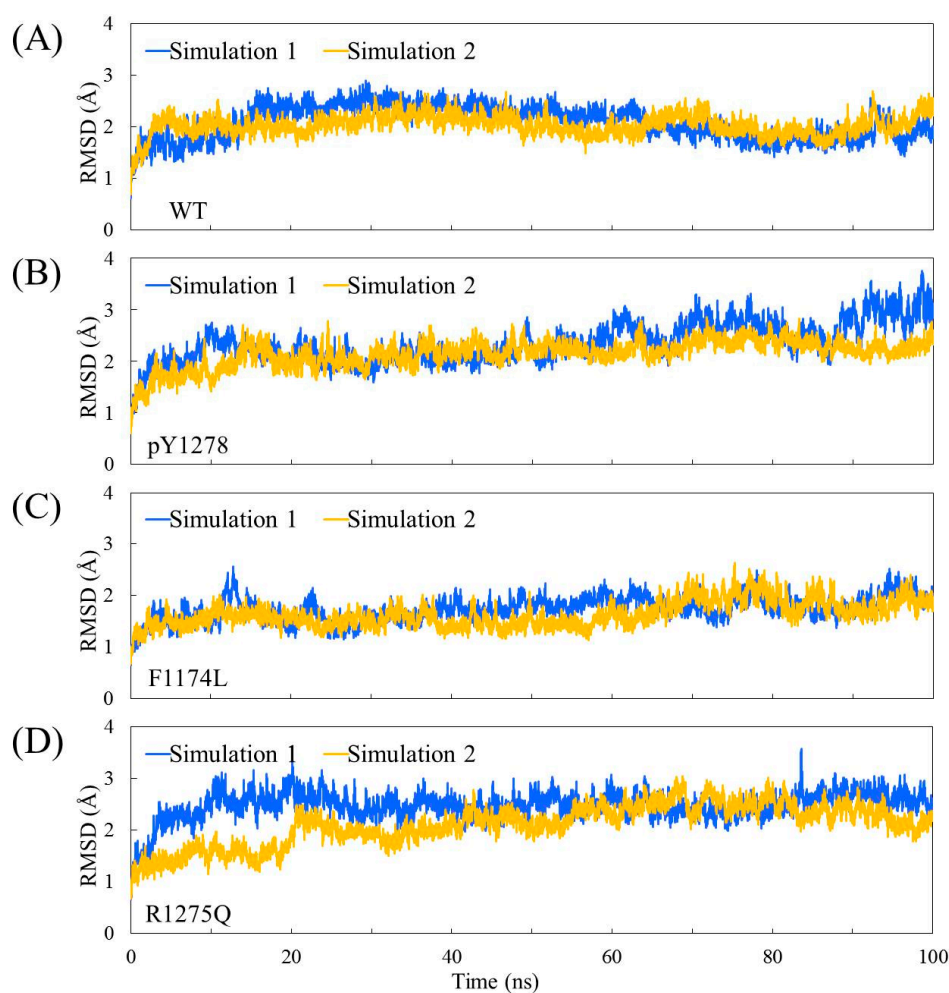 (A)
4
3
2
1
0
RMSD (Å)
Simulation 1 Simulation 2
WT
(B)
4
3
2
1
0
RMSD (Å)
Simulation 1 Simulation 2
pY1278
(C)
4
3
2
1
0
RMSD (Å)
Simulation 1 Simulation 2
F1174L
(D)
4
3
2
1
0
RMSD (Å)
Simulation 1 Simulation 2
R1275Q
0 20 40 60 80 100
Time (ns)